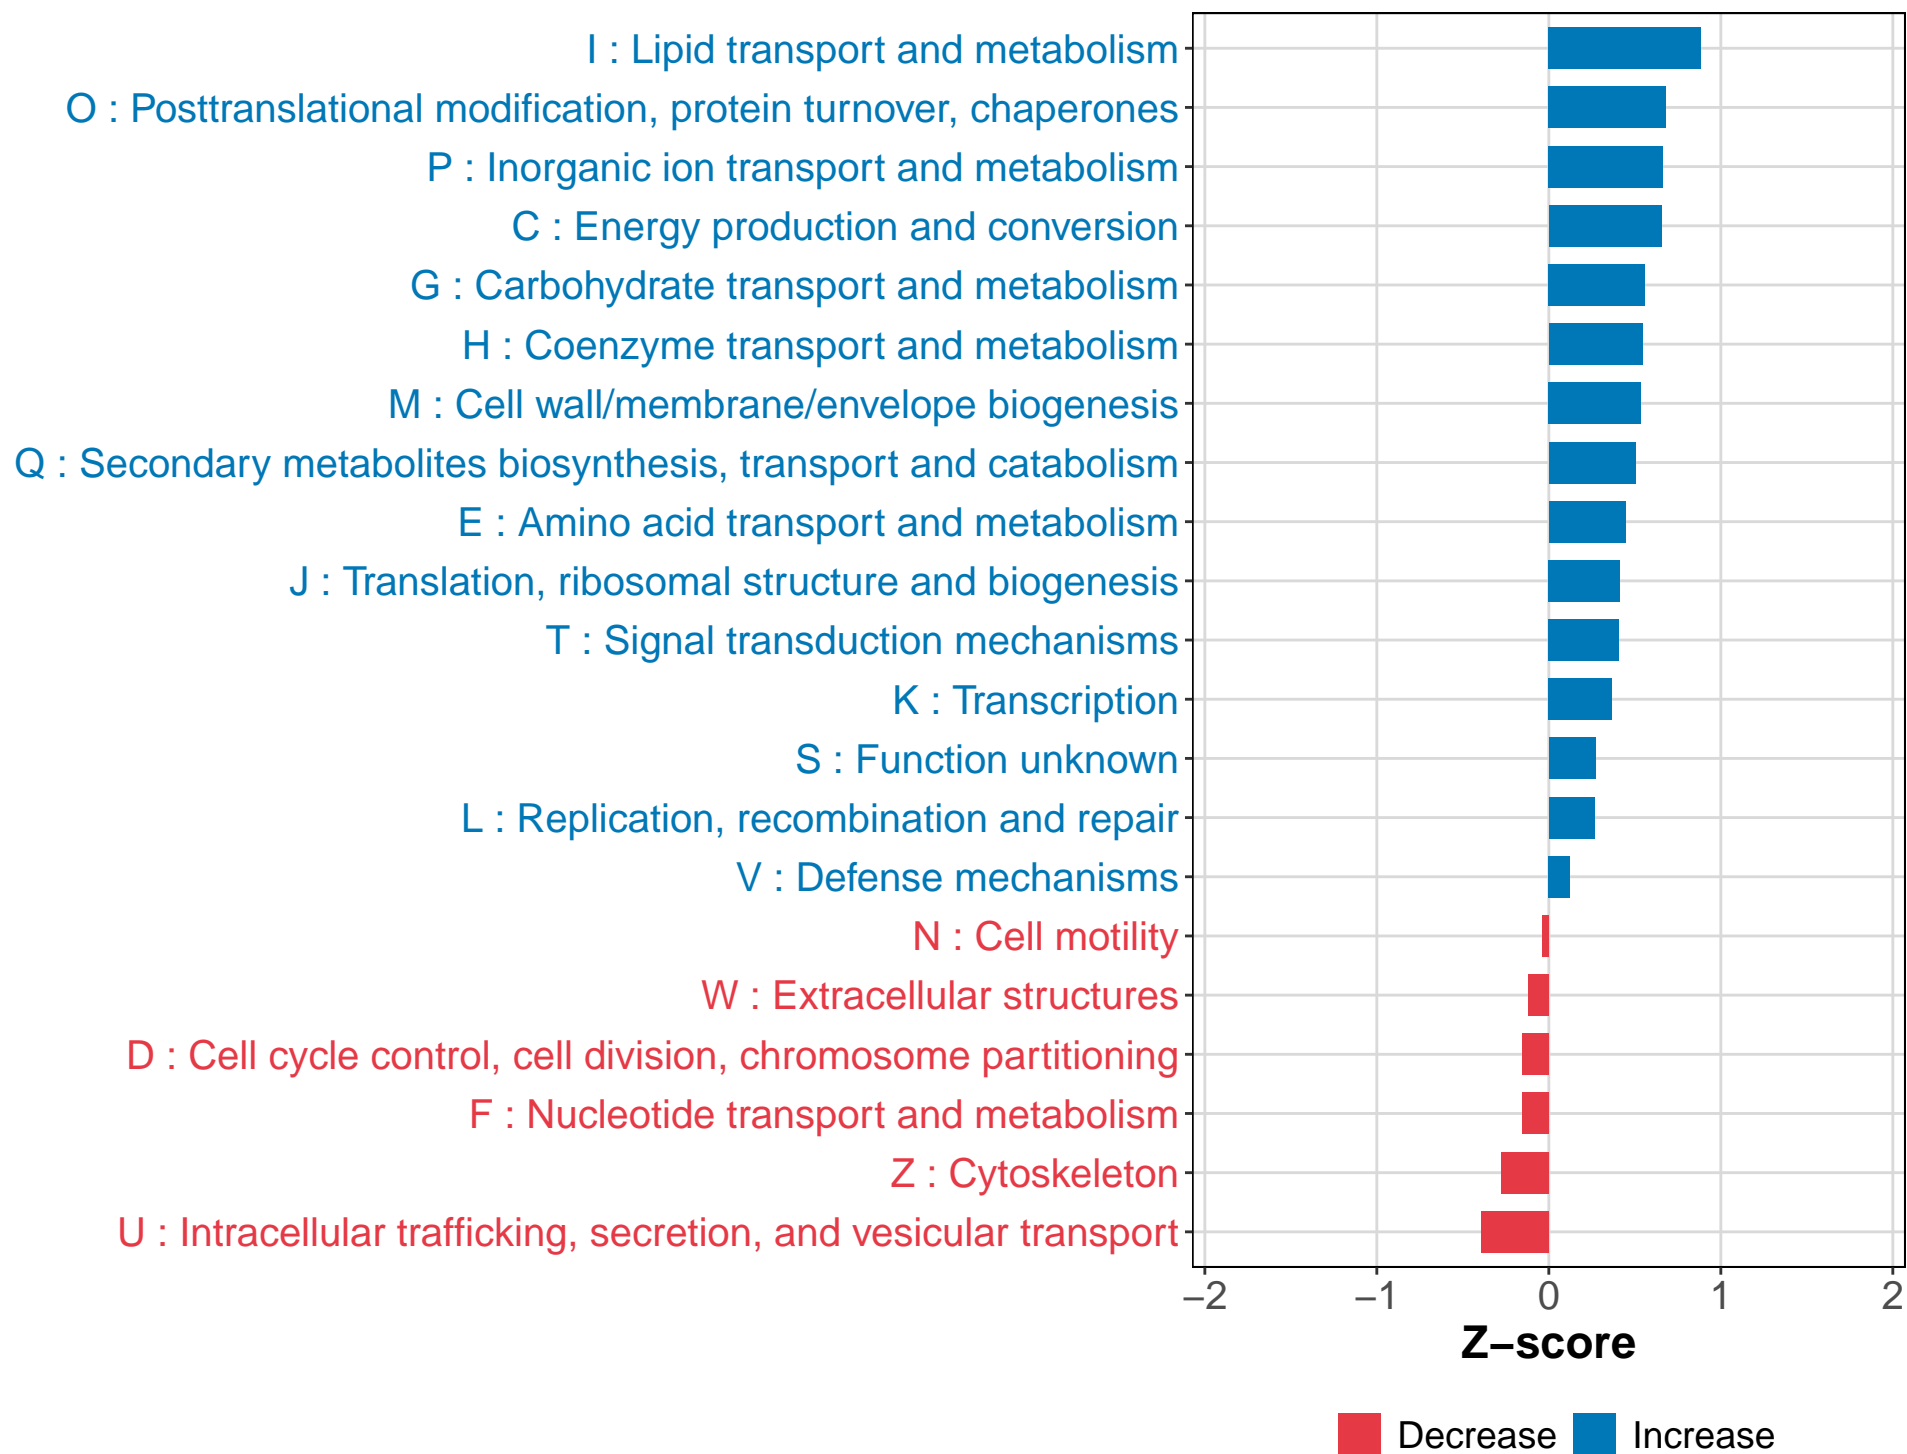 I : Lipid transport and metabolism
O : Posttranslational modification, protein turnover, chaperones
P : Inorganic ion transport and metabolism
C : Energy production and conversion
G : Carbohydrate transport and metabolism
H : Coenzyme transport and metabolism
M : Cell wall/membrane/envelope biogenesis
Q : Secondary metabolites biosynthesis, transport and catabolism
E : Amino acid transport and metabolism
J : Translation, ribosomal structure and biogenesis
T : Signal transduction mechanisms
K : Transcription
S : Function unknown
L : Replication, recombination and repair
V : Defense mechanisms
N : Cell motility
W : Extracellular structures
D : Cell cycle control, cell division, chromosome partitioning
F : Nucleotide transport and metabolism
Z : Cytoskeleton
U : Intracellular trafficking, secretion, and vesicular transport
−2 −1 0 1 2
Z−score
Decrease Increase